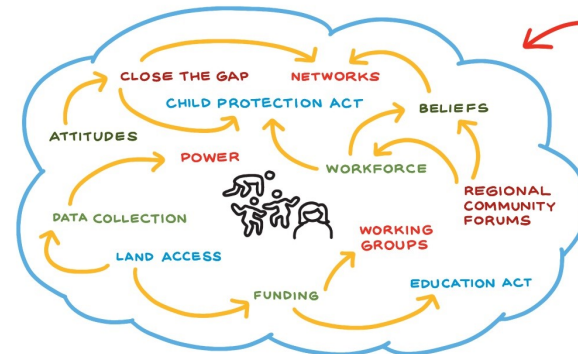 CLOSE THE GAP
NETWORKS
CHILD PROTECTION ACT
BELIEFS
ATTITUDES
POWER
WORKFORCE
REGIONAL
COMMUNITY
FORUMS
DATA COLLECTION
WORKING
GROUPS
LAND ACCESS
EDUCATION ACT
FUNDING